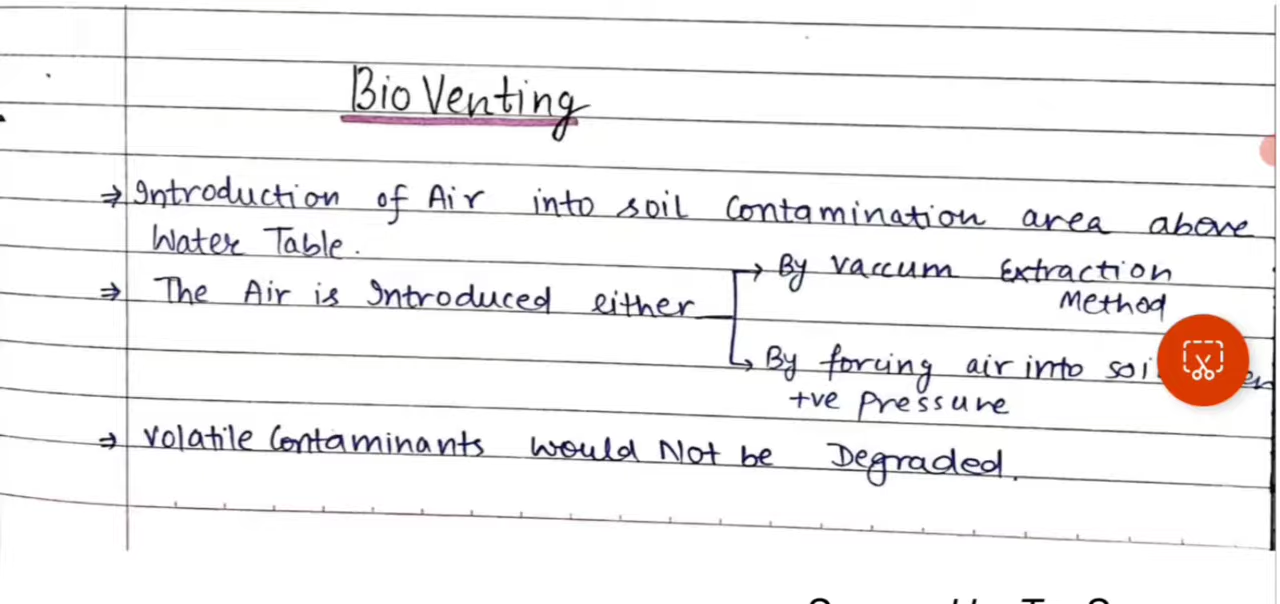 Bio Venting
⇒ Introduction of Air into soil Contamination area above
Water Table.
⇒ The Air is Introduced either
→ By vaccum Extraction
Method
→ By forcing air into
+ve Pressure
⇒ Volatile Contaminants would Not be Degraded.